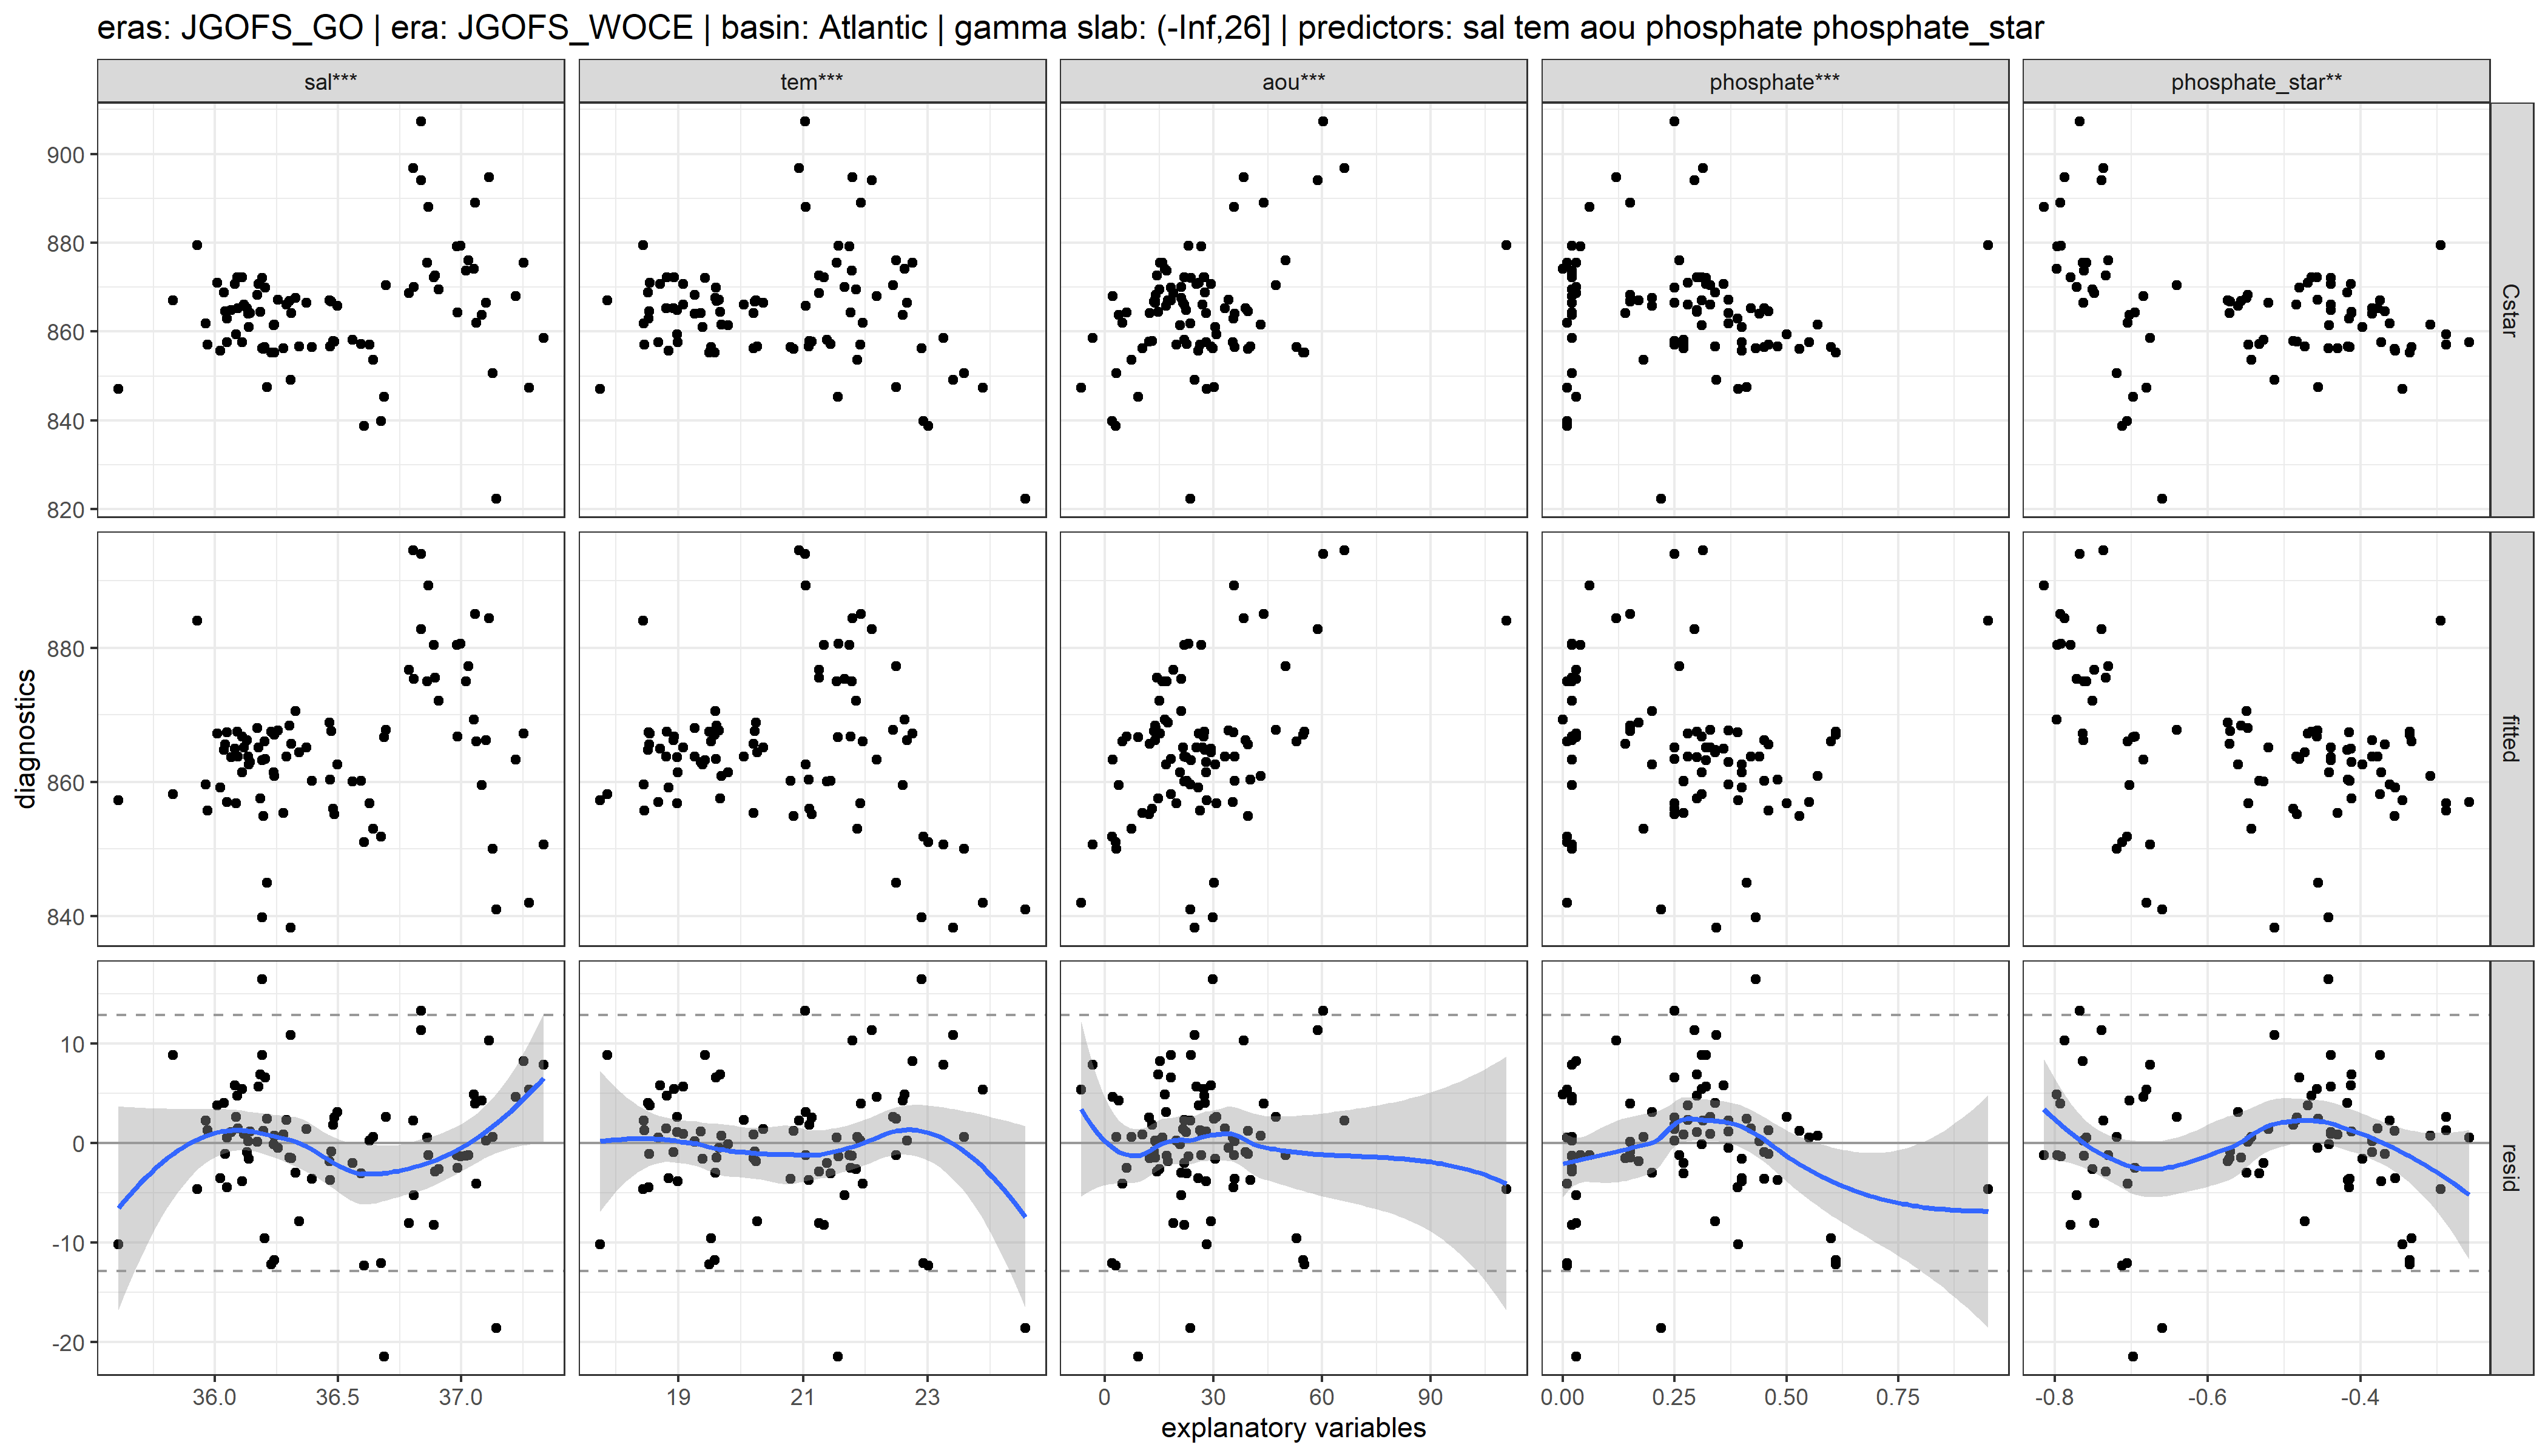 eras: JGOFS_GO | era: JGOFS_WOCE | basin: Atlantic | gamma slab: (-Inf,26] | predictors: sal tem aou phosphate phosphate_star
sal*** tem*** aou*** phosphate*** phosphate_star**
900
880
860
840
820
Cstar
880
860
840
fitted
diagnostics
10
0
-10
-20
resid
36.0 36.5 37.0 19 21 23 0 30 60 90 0.00 0.25 0.50 0.75 -0.8 -0.6 -0.4
explanatory variables